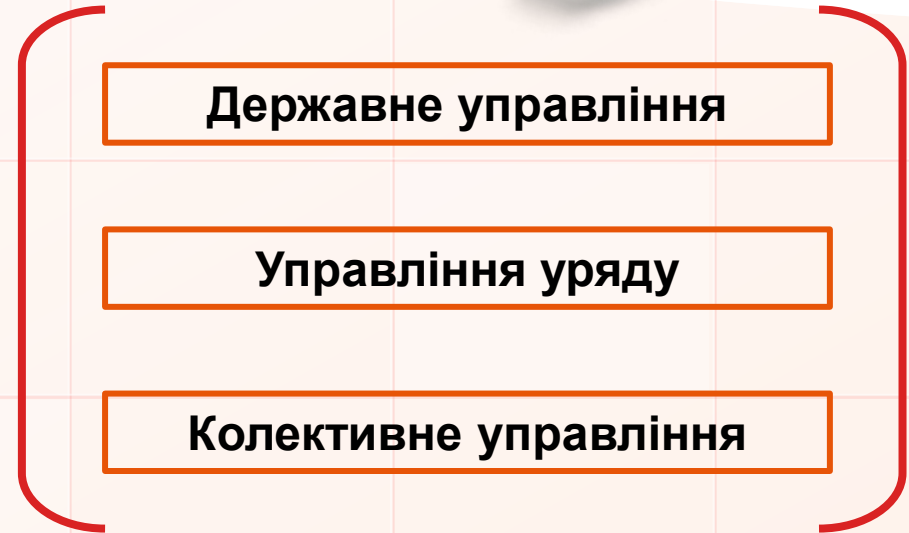 Державне управління
Управління уряду
Колективне управління